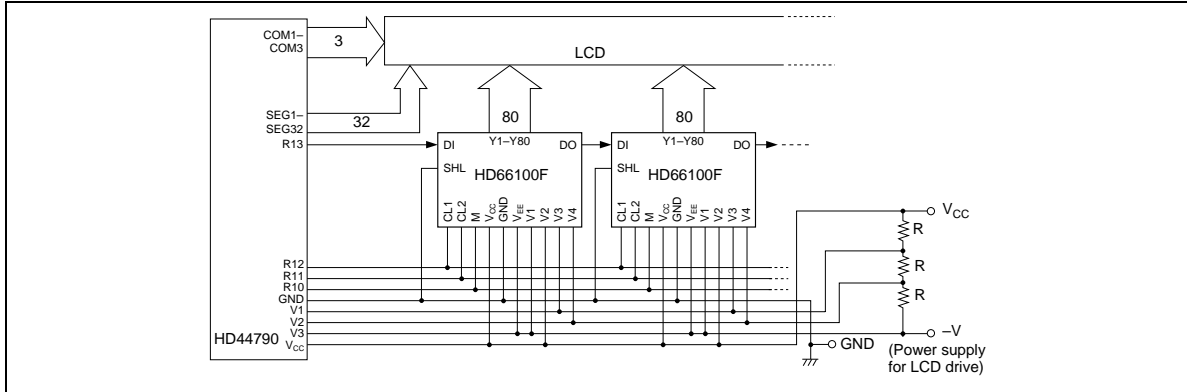 COM1–
COM3
3
LCD
SEG1–
SEG32
32
80
80
R13
DI
Y1–Y80
DO
DI
Y1–Y80
DO
SHL
HD66100F
SHL
HD66100F
CL1
CL2
M
VCC
GND
VEE
V1
V2
V3
V4
CL1
CL2
M
VCC
GND
VEE
V1
V2
V3
V4
VCC
R
R
R
R12
R11
R10
GND
V1
V2
V3
VCC
HD44790
–V
GND
(Power supply
for LCD drive)